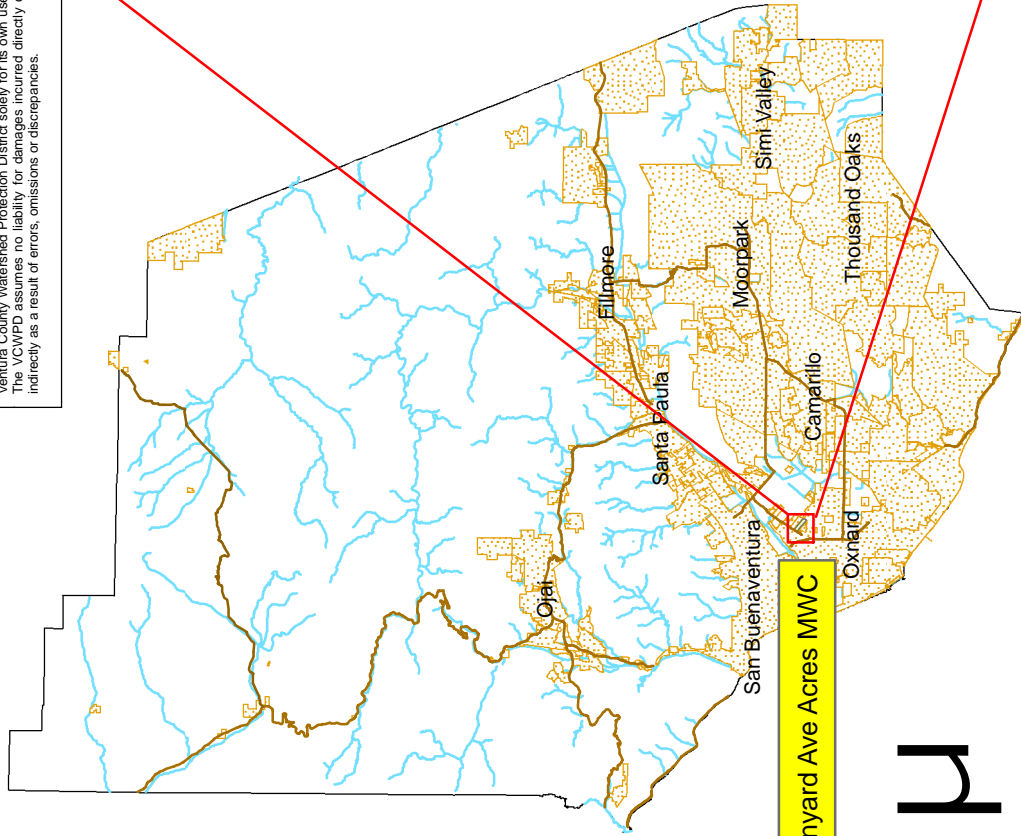 Ventura County Watershed Protection District solely for its own use
The VCWPD assumes no liability for damages incurred directly o
indirectly as a result of errors, omissions or discrepancies.
Ojai
Santa Paula
Fillmore
San Buenaventura
Moorpark
Simi Valley
nyard Ave Acres MWC
Oxnard
Camarillo
Thousand Oaks
µ